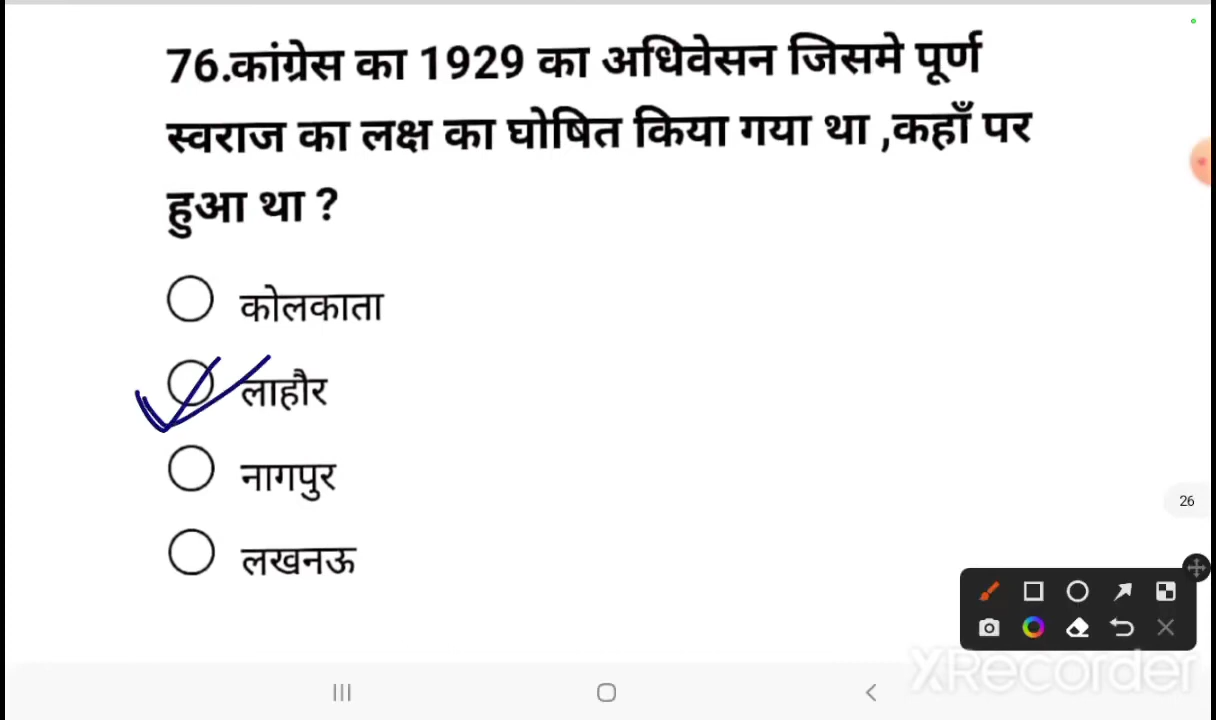 76.कांग्रेस का 1929 का अधिवेसन जिसमे पूर्ण
स्वराज का लक्ष का घोषित किया गया था ,कहाँ पर
हुआ था ?
कोलकाता
लाहौर
नागपुर
लखनऊ
26
XRecorder